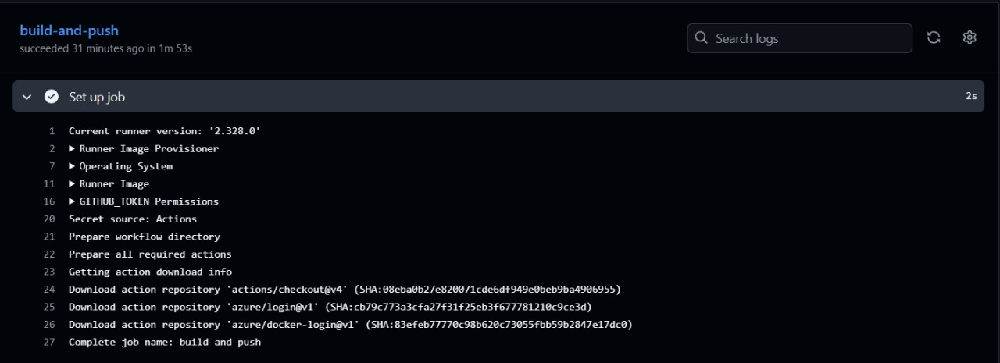 build-and-push
succeeded 31 minutes ago in 1m 53s
Search logs
Set up job 2s
1 Current runner version: '2.328.0'
2 ▶ Runner Image Provisioner
7 ▶ Operating System
11 ▶ Runner Image
16 ▶ GITHUB_TOKEN Permissions
20 Secret source: Actions
21 Prepare workflow directory
22 Prepare all required actions
23 Getting action download info
24 Download action repository 'actions/checkout@v4' (SHA:08eba0b27e820071cde6df949e0beb9ba4906955)
25 Download action repository 'azure/login@v1' (SHA:cb79c773a3cfa27f31f25eb3f677781210c9ce3d)
26 Download action repository 'azure/docker-login@v1' (SHA:83efeb77770c98b620c73055fbb59b2847e17dc0)
27 Complete job name: build-and-push